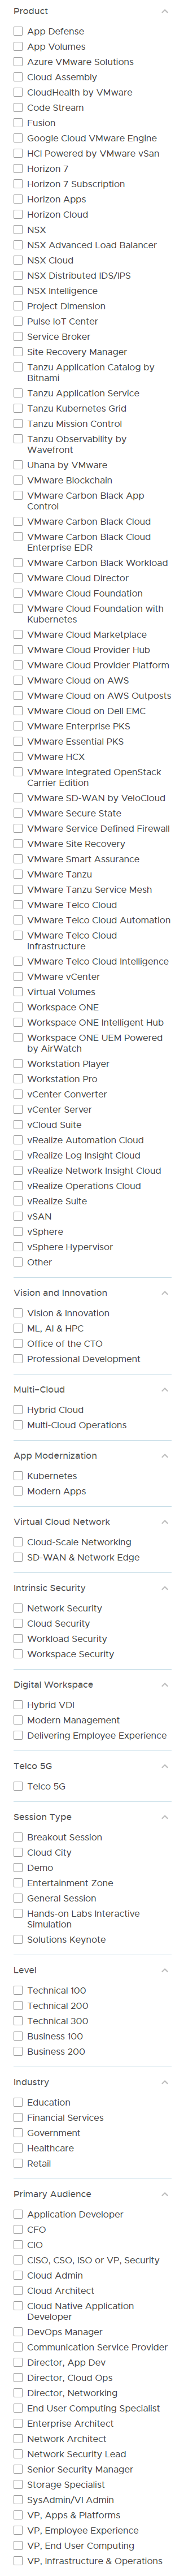 Product
App Defense
App Volumes
Azure VMware Solutions
Cloud Assembly
CloudHealth by VMware
Code Stream
Fusion
Google Cloud VMware Engine
HCI Powered by VMware vSan
Horizon 7
Horizon 7 Subscription
Horizon Apps
Horizon Cloud
NSX
NSX Advanced Load Balancer
NSX Cloud
NSX Distributed IDS/IPS
NSX Intelligence
Project Dimension
Pulse IoT Center
Service Broker
Site Recovery Manager
Tanzu Application Catalog by
Bitnami
Tanzu Application Service
Tanzu Kubernetes Grid
Tanzu Mission Control
Tanzu Observability by
Wavefront
Uhana by VMware
VMware Blockchain
VMware Carbon Black App
Control
VMware Carbon Black Cloud
VMware Carbon Black Cloud
Enterprise EDR
VMware Carbon Black Workload
VMware Cloud Director
VMware Cloud Foundation
VMware Cloud Foundation with
Kubernetes
VMware Cloud Marketplace
VMware Cloud Provider Hub
VMware Cloud Provider Platform
VMware Cloud on AWS
VMware Cloud on AWS Outposts
VMware Cloud on Dell EMC
VMware Enterprise PKS
VMware Essential PKS
VMware HCX
VMware Integrated OpenStack
Carrier Edition
VMware SD-WAN by VeloCloud
VMware Secure State
VMware Service Defined Firewall
VMware Site Recovery
VMware Smart Assurance
VMware Tanzu
VMware Tanzu Service Mesh
VMware Telco Cloud
VMware Telco Cloud Automation
VMware Telco Cloud
Infrastructure
VMware Telco Cloud Intelligence
VMware vCenter
Virtual Volumes
Workspace ONE
Workspace ONE Intelligent Hub
Workspace ONE UEM Powered
by AirWatch
Workstation Player
Workstation Pro
vCenter Converter
vCenter Server
vCloud Suite
vRealize Automation Cloud
vRealize Log Insight Cloud
vRealize Network Insight Cloud
vRealize Operations Cloud
vRealize Suite
vSAN
vSphere
vSphere Hypervisor
Other
Vision and Innovation
Vision & Innovation
ML, AI & HPC
Office of the CTO
Professional Development
Multi-Cloud
Hybrid Cloud
Multi-Cloud Operations
App Modernization
Kubernetes
Modern Apps
Virtual Cloud Network
Cloud-Scale Networking
SD-WAN & Network Edge
Intrinsic Security
Network Security
Cloud Security
Workload Security
Workspace Security
Digital Workspace
Hybrid VDI
Modern Management
Delivering Employee Experience
Telco 5G
Telco 5G
Session Type
Breakout Session
Cloud City
Demo
Entertainment Zone
General Session
Hands-on Labs Interactive
Simulation
Solutions Keynote
Level
Technical 100
Technical 200
Technical 300
Business 100
Business 200
Industry
Education
Financial Services
Government
Healthcare
Retail
Primary Audience
Application Developer
CFO
CIO
CISO, CSO, ISO or VP, Security
Cloud Admin
Cloud Architect
Cloud Native Application
Developer
DevOps Manager
Communication Service Provider
Director, App Dev
Director, Cloud Ops
Director, Networking
End User Computing Specialist
Enterprise Architect
Network Architect
Network Security Lead
Senior Security Manager
Storage Specialist
SysAdmin/VI Admin
VP, Apps & Platforms
VP, Employee Experience
VP, End User Computing
VP, Infrastructure & Operations